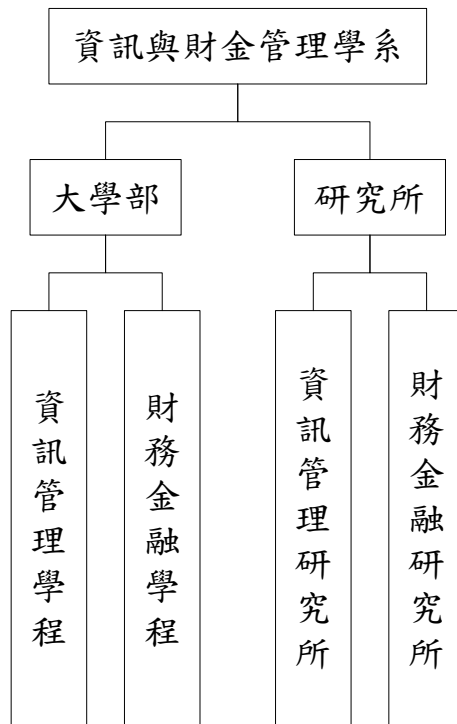 資訊與財金管理學系
大學部
研究所
資訊管理學程
財務金融學程
資訊管理研究所
財務金融研究所